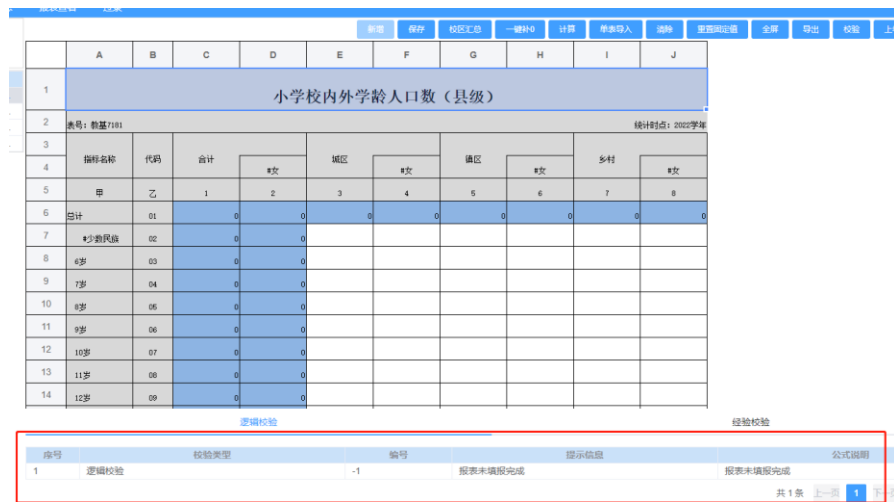 过录
新增 保存 校区汇总 一键补0 计算 单表导入 清除 重置固定值 全屏 导出 校验
A B C D E F G H I J
1 小学校内外学龄人口数（县级）
2 表号：教基7101 统计时点：2022学年
3
指标名称 代码 合计 城区 镇区 乡村
4 #女 #女 #女 #女
5 甲 乙 1 2 3 4 5 6 7 8
6 总计 01 0 0 0 0 0 0 0 0
7 #少数民族 02 0 0
8 6岁 03 0 0
9 7岁 04 0 0
10 8岁 05 0 0
11 9岁 06 0 0
12 10岁 07 0 0
13 11岁 08 0 0
14 12岁 09 0 0
逻辑校验 经验校验
序号 校验类型 编号 提示信息 公式说明
1 逻辑校验 -1 报表未填报完成 报表未填报完成
共1条 上一页 1